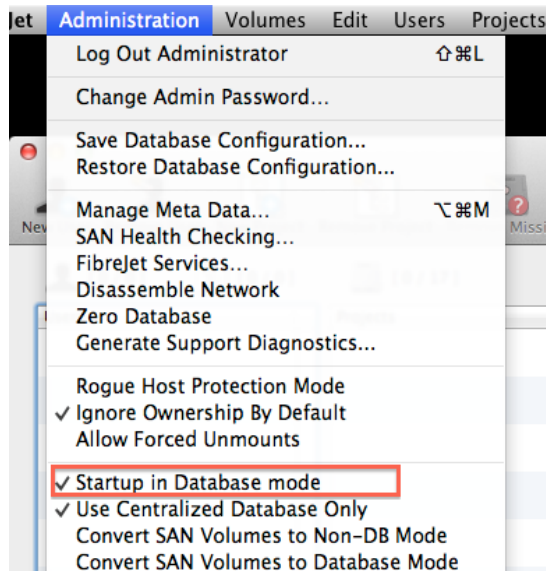 Jet Administration Volumes Edit Users Projects
Log Out Administrator ⇧⌘L
Change Admin Password...
Save Database Configuration...
Restore Database Configuration...
Manage Meta Data... ⌥⌘M
SAN Health Checking...
FibreJet Services...
Disassemble Network
Zero Database
Generate Support Diagnostics...
Rogue Host Protection Mode
✓ Ignore Ownership By Default
Allow Forced Unmounts
✓ Startup in Database mode
✓ Use Centralized Database Only
Convert SAN Volumes to Non-DB Mode
Convert SAN Volumes to Database Mode
New
Missi
Projects